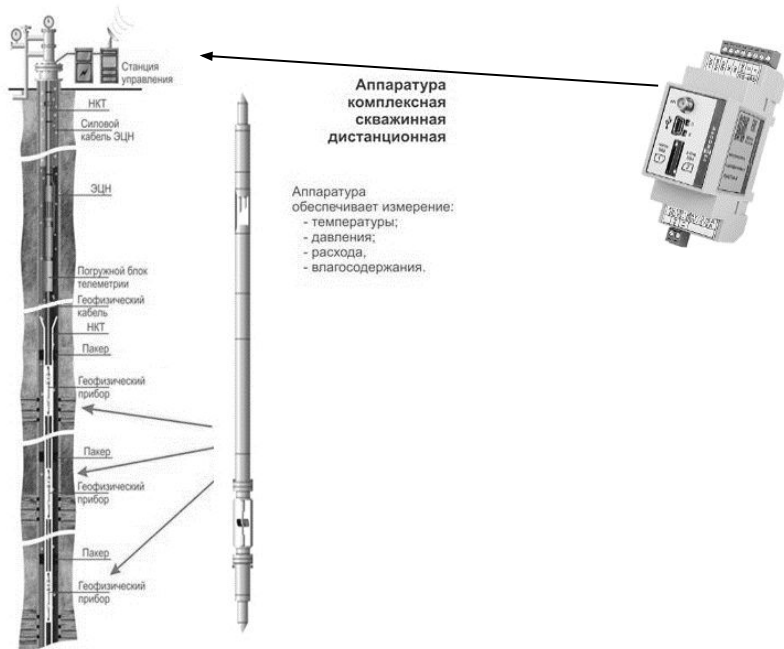 Станция
управления
НКТ
Силовой
кабель ЭЦН
ЭЦН
Погружной блок
телеметрии
Геофизический
кабель
НКТ
Пакер
Геофизический
прибор
Пакер
Геофизический
прибор
Пакер
Геофизический
прибор
Аппаратура
комплексная
скважинная
дистанционная
Аппаратура
обеспечивает измерение:
- температуры;
- давления;
- расхода,
- влагосодержания.